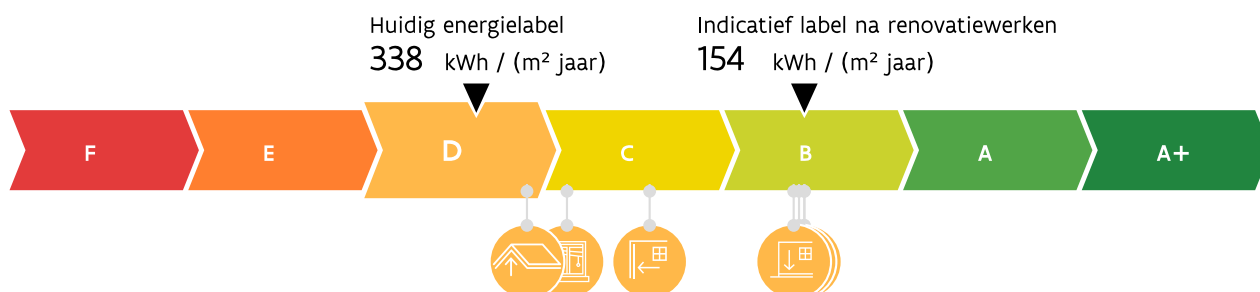 Huidig energielabel
338 kWh / (m² jaar)
Indicatief label na renovatiewerken
154 kWh / (m² jaar)
F E D C B A A+